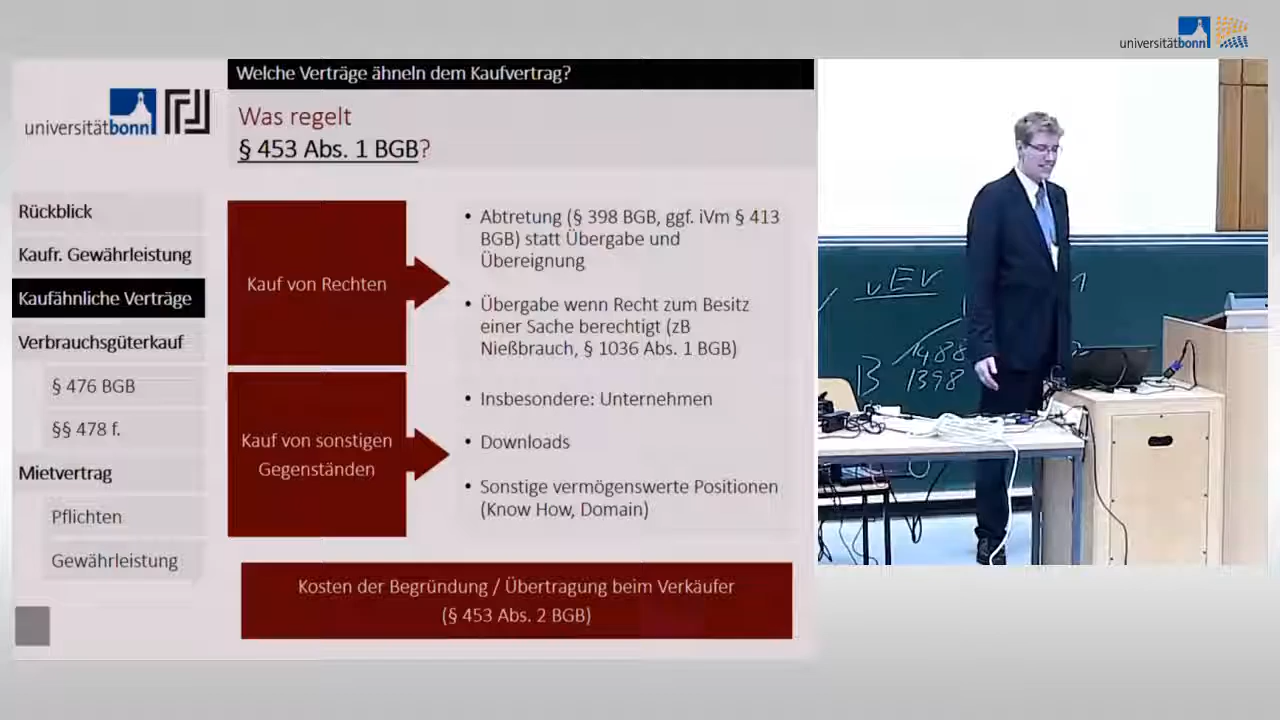 universitätbonn
Welche Verträge ähneln dem Kaufvertrag?
universitätbonn
Was regelt
§ 453 Abs. 1 BGB?
Rückblick
Kaufr. Gewährleistung
Kaufähnliche Verträge
Verbrauchsgüterkauf
§ 476 BGB
§§ 478 f.
Mietvertrag
Pflichten
Gewährleistung
Kauf von Rechten
• Abtretung (§ 398 BGB, ggf. iVm § 413
BGB) statt Übergabe und
Übereignung
• Übergabe wenn Recht zum Besitz
einer Sache berechtigt (zB
Nießbrauch, § 1036 Abs. 1 BGB)
Kauf von sonstigen
Gegenständen
• Insbesondere: Unternehmen
• Downloads
• Sonstige vermögenswerte Positionen
(Know How, Domain)
Kosten der Begründung / Übertragung beim Verkäufer
(§ 453 Abs. 2 BGB)
vEV
B
1488
1398